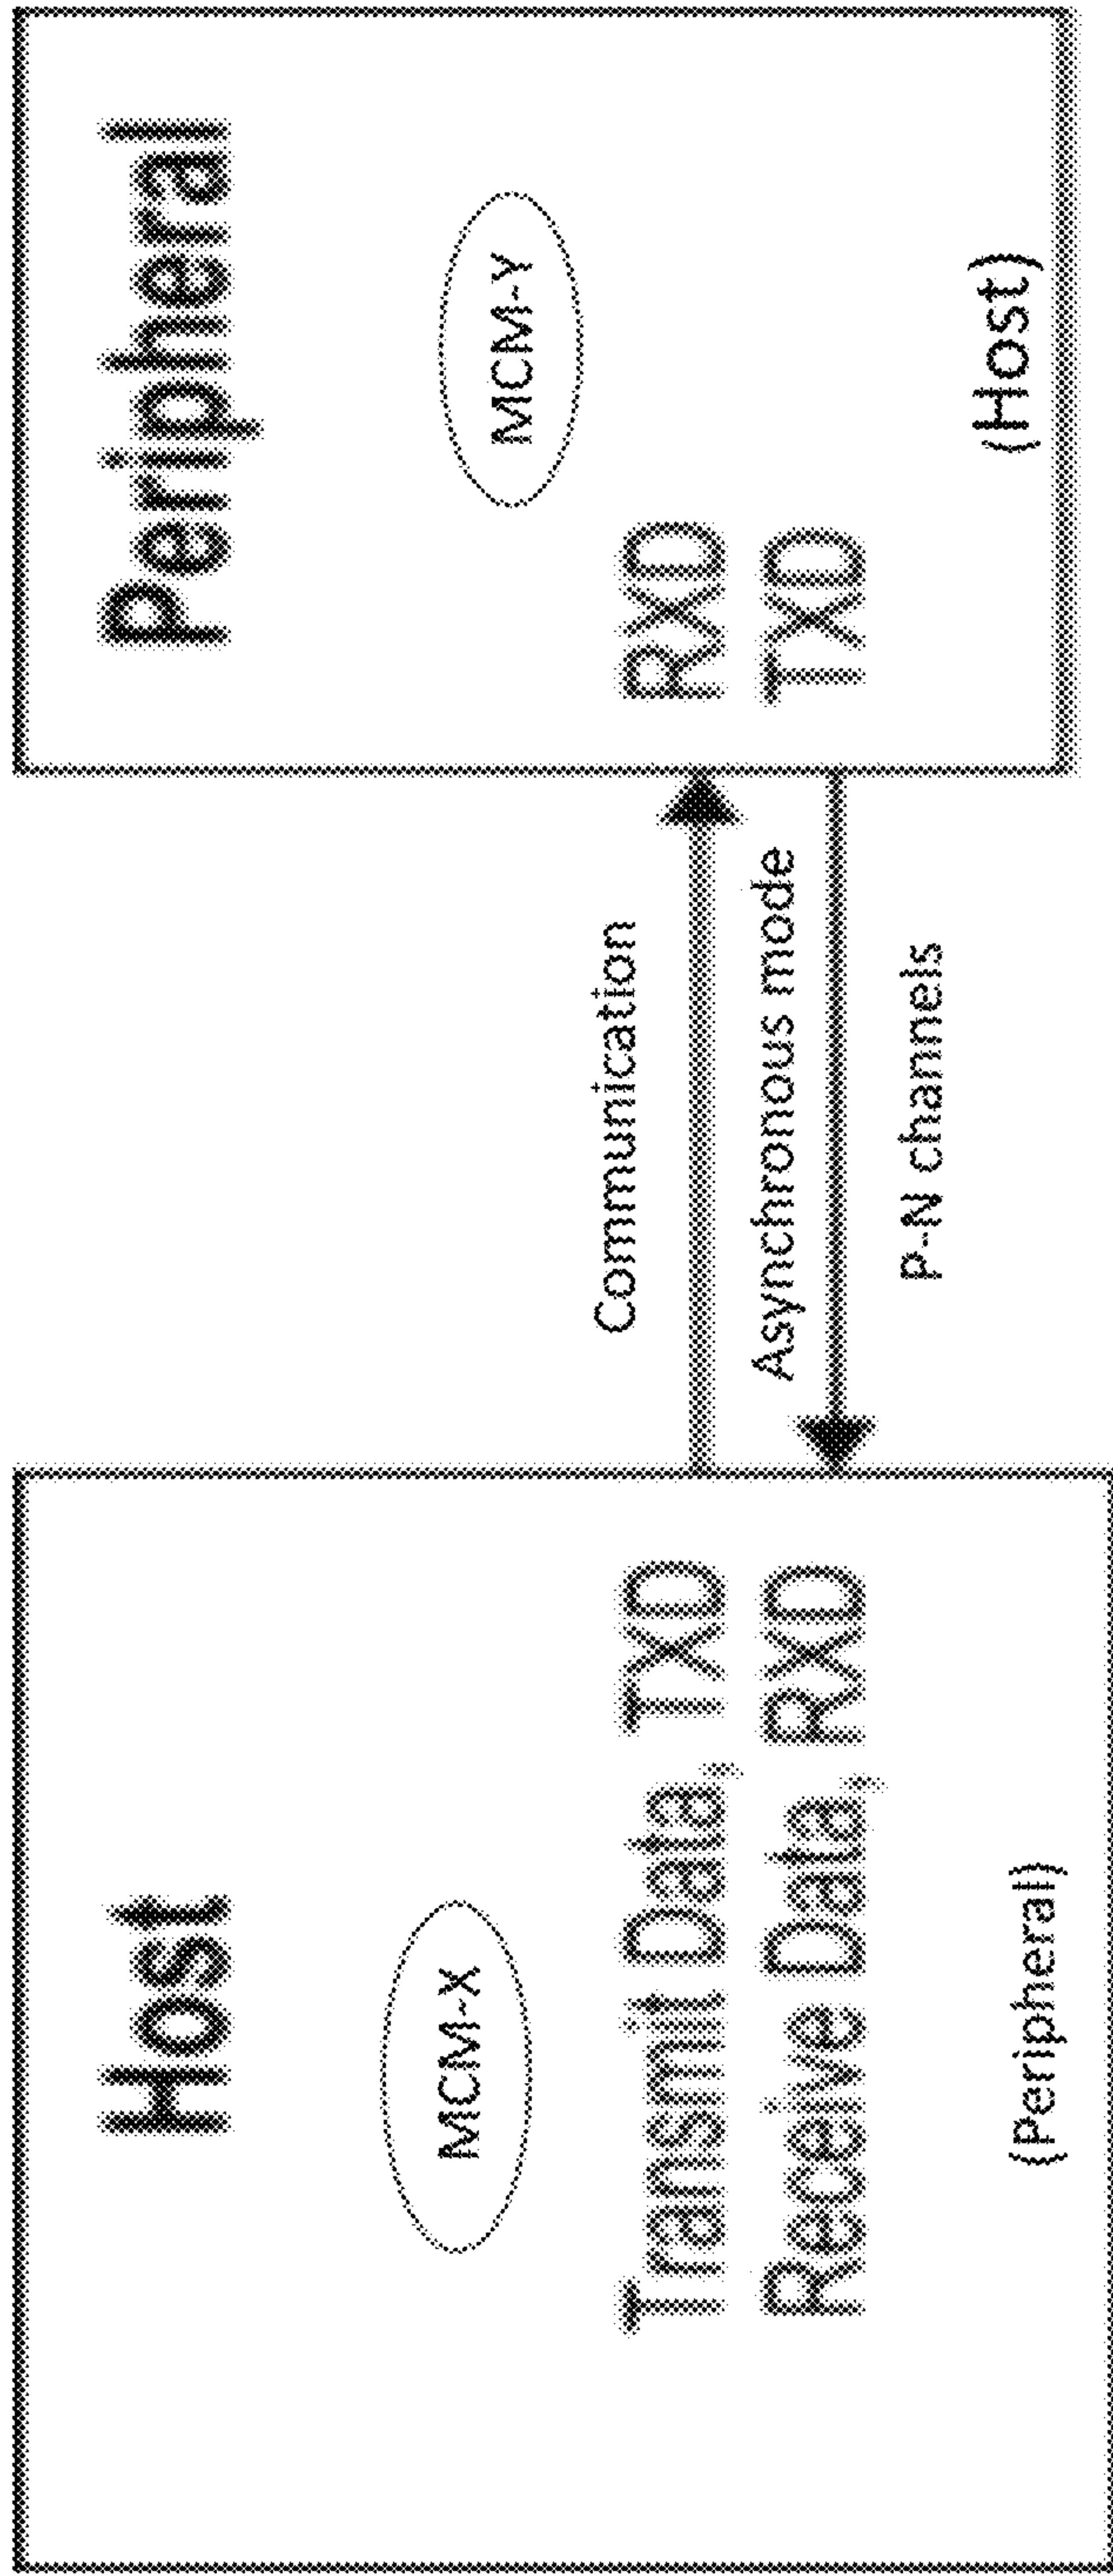 Host
MCM-X
Transmit Data, TXD
Receive Data, RXD
(Peripheral)
Communication
Asynchronous mode
P-N channels
Peripheral
MCM-Y
RXD
TXD
(Host)